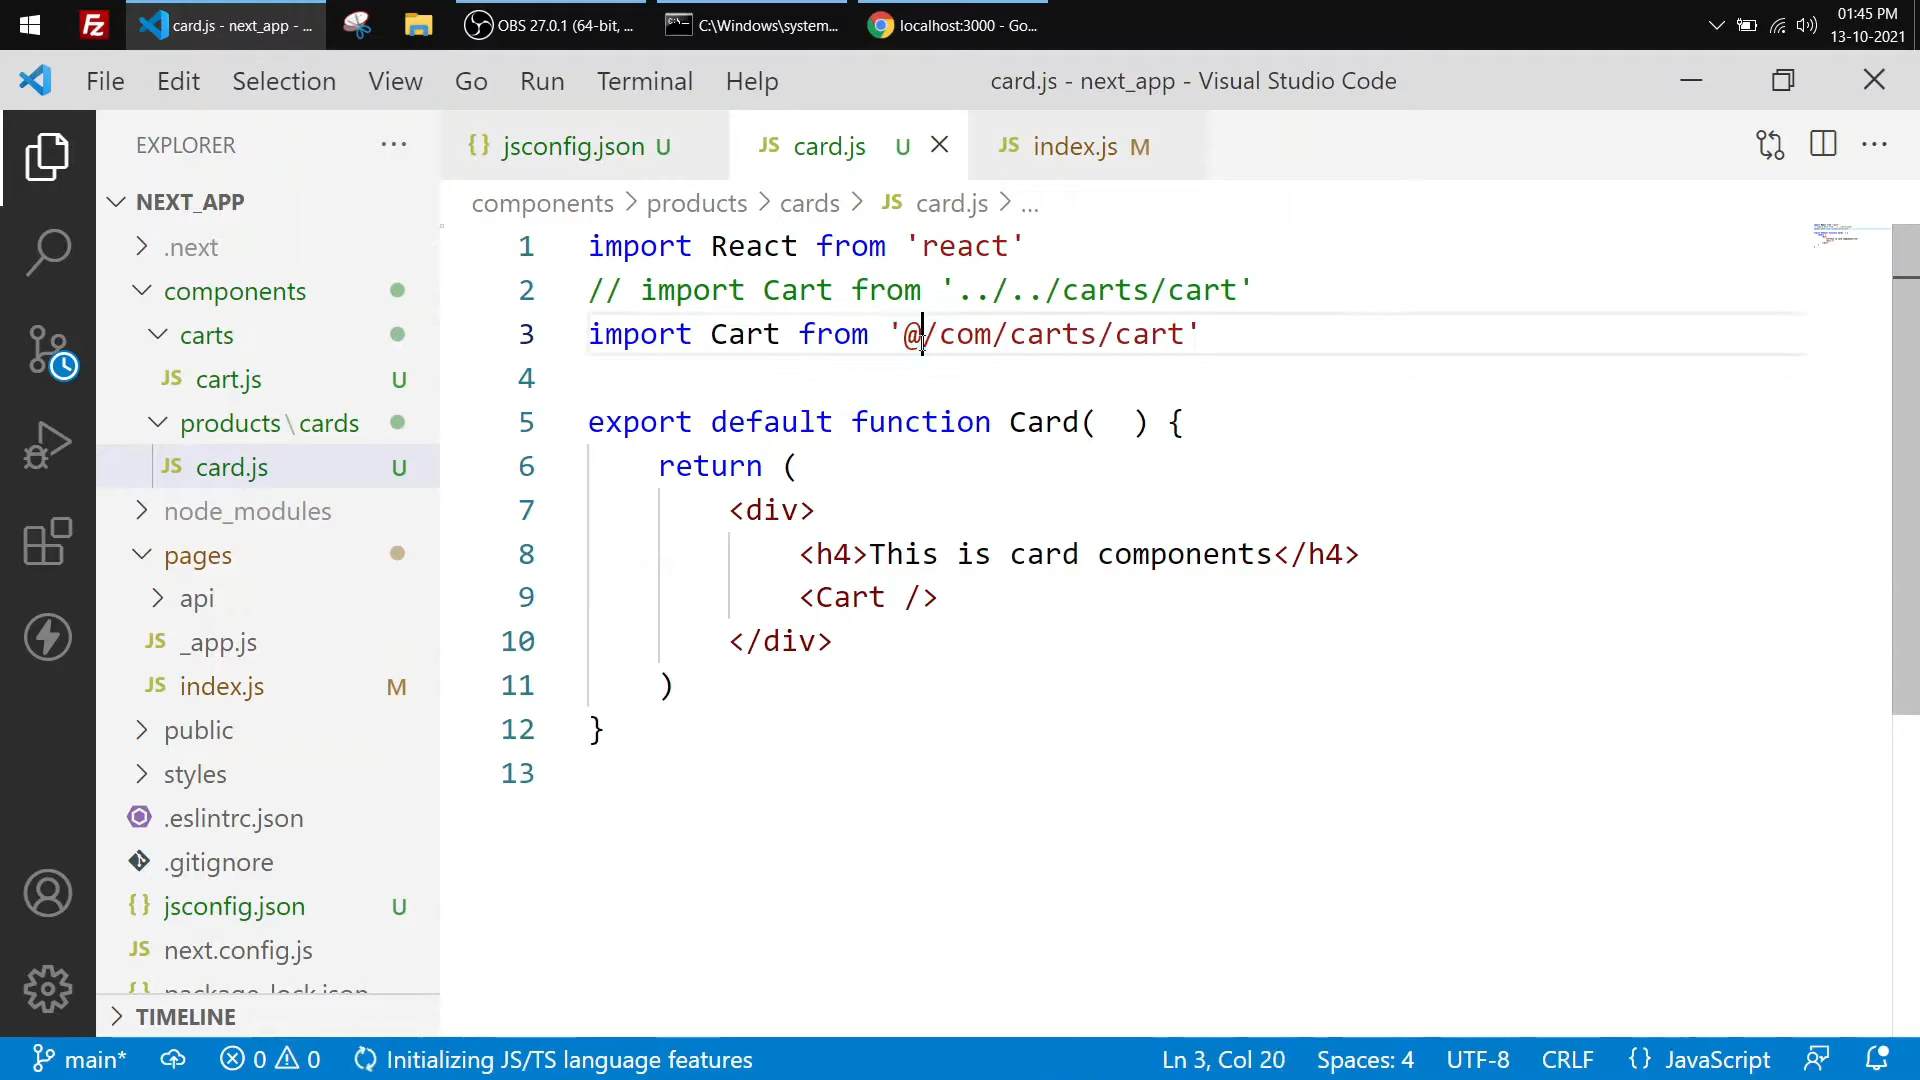 card.js - next_app - ...
OBS 27.0.1 (64-bit, ...
C:\Windows\system...
localhost:3000 - Go...
01:45 PM
13-10-2021
File Edit Selection View Go Run Terminal Help
card.js - next_app - Visual Studio Code
EXPLORER
{} jsconfig.json U
JS card.js U
JS index.js M
NEXT_APP
components > products > cards > JS card.js > ...
.next
components
carts
JS cart.js U
products\cards
JS card.js U
node_modules
pages
api
JS _app.js
JS index.js M
public
styles
.eslintrc.json
.gitignore
{} jsconfig.json U
JS next.config.js
{} package-lock.json
TIMELINE
1 import React from 'react'
2 // import Cart from '../../carts/cart'
3 import Cart from '@/com/carts/cart'
4
5 export default function Card(  ) {
6 return (
7 <div>
8 <h4>This is card components</h4>
9 <Cart />
10 </div>
11 )
12 }
13
main* 0 0 Initializing JS/TS language features
Ln 3, Col 20 Spaces: 4 UTF-8 CRLF {} JavaScript